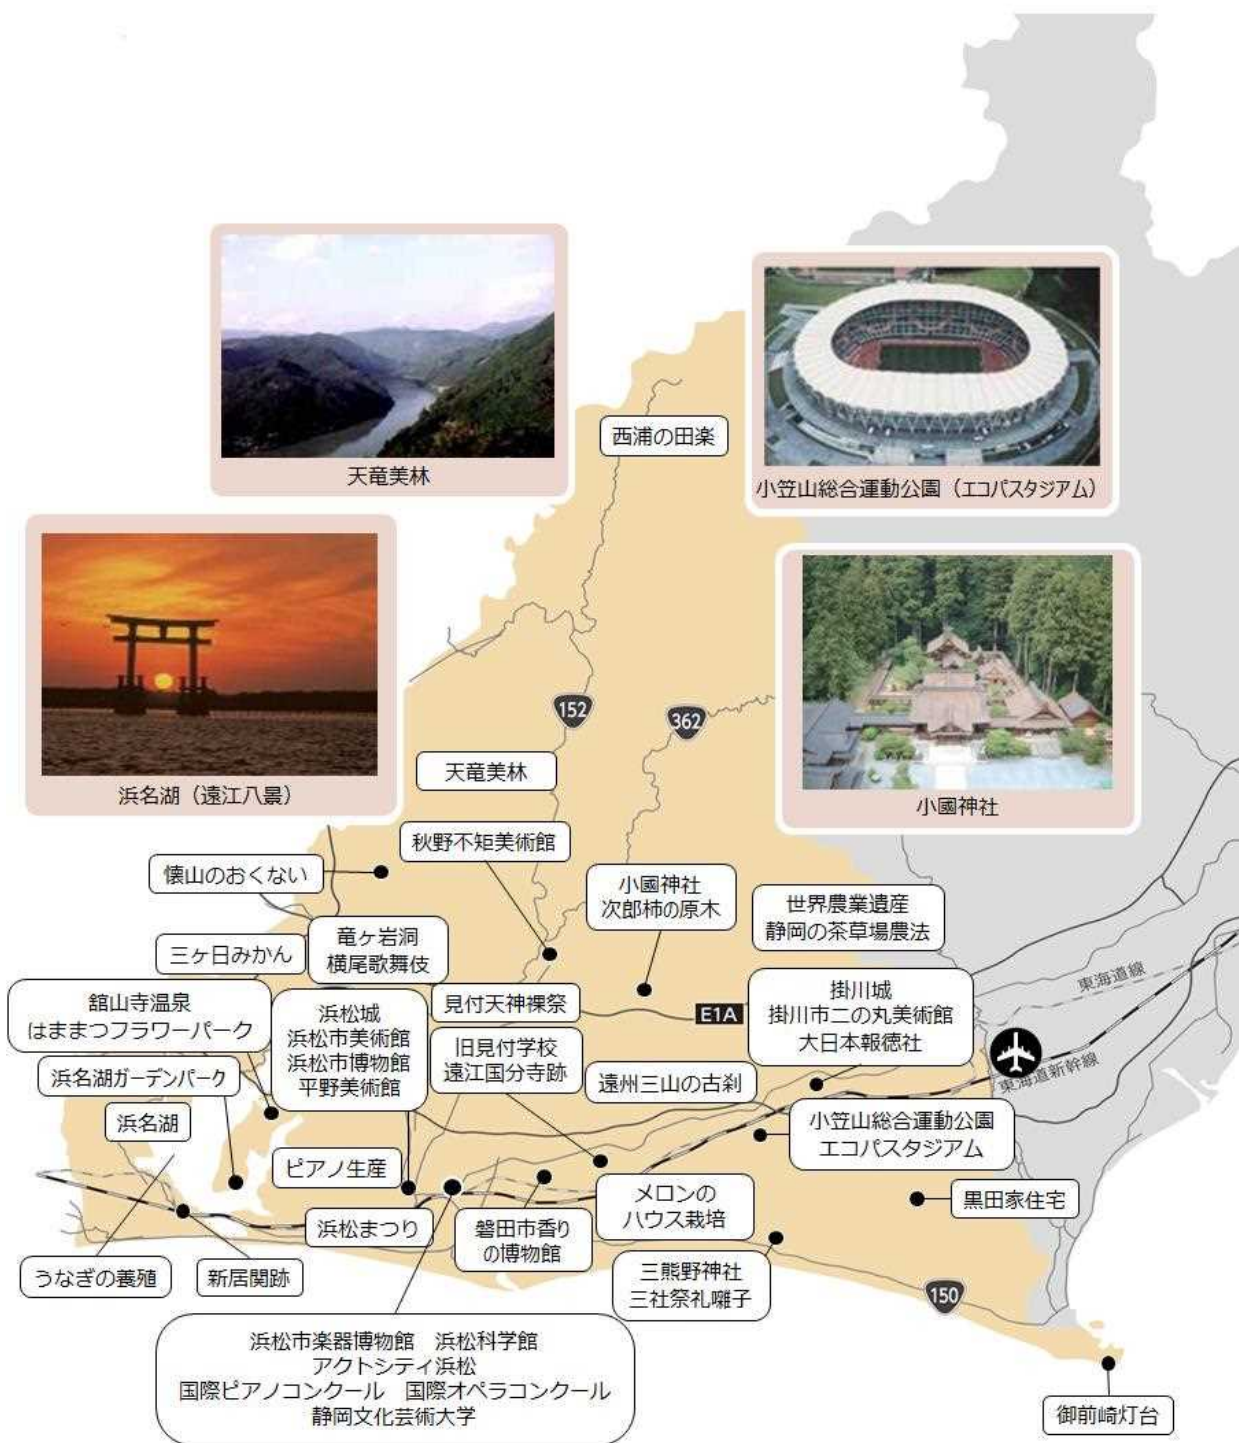 天竜美林
西浦の田楽
小笠山総合運動公園（エコパスタジアム）
浜名湖（遠江八景）
小國神社
152
362
天竜美林
秋野不矩美術館
懐山のおくない
小國神社
次郎柿の原木
世界農業遺産
静岡の茶草場農法
三ヶ日みかん
竜ヶ岩洞
横尾歌舞伎
舘山寺温泉
はままつフラワーパーク
浜松城
浜松市美術館
浜松市博物館
平野美術館
見付天神裸祭
旧見付学校
遠江国分寺跡
E1A
掛川城
掛川市二の丸美術館
大日本報徳社
東海道線
東海道新幹線
浜名湖ガーデンパーク
遠州三山の古刹
浜名湖
小笠山総合運動公園
エコパスタジアム
ピアノ生産
浜松まつり
磐田市香り
の博物館
メロンの
ハウス栽培
黒田家住宅
うなぎの養殖
新居関跡
三熊野神社
三社祭礼囃子
150
浜松市楽器博物館　浜松科学館
アクトシティ浜松
国際ピアノコンクール　国際オペラコンクール
静岡文化芸術大学
御前崎灯台